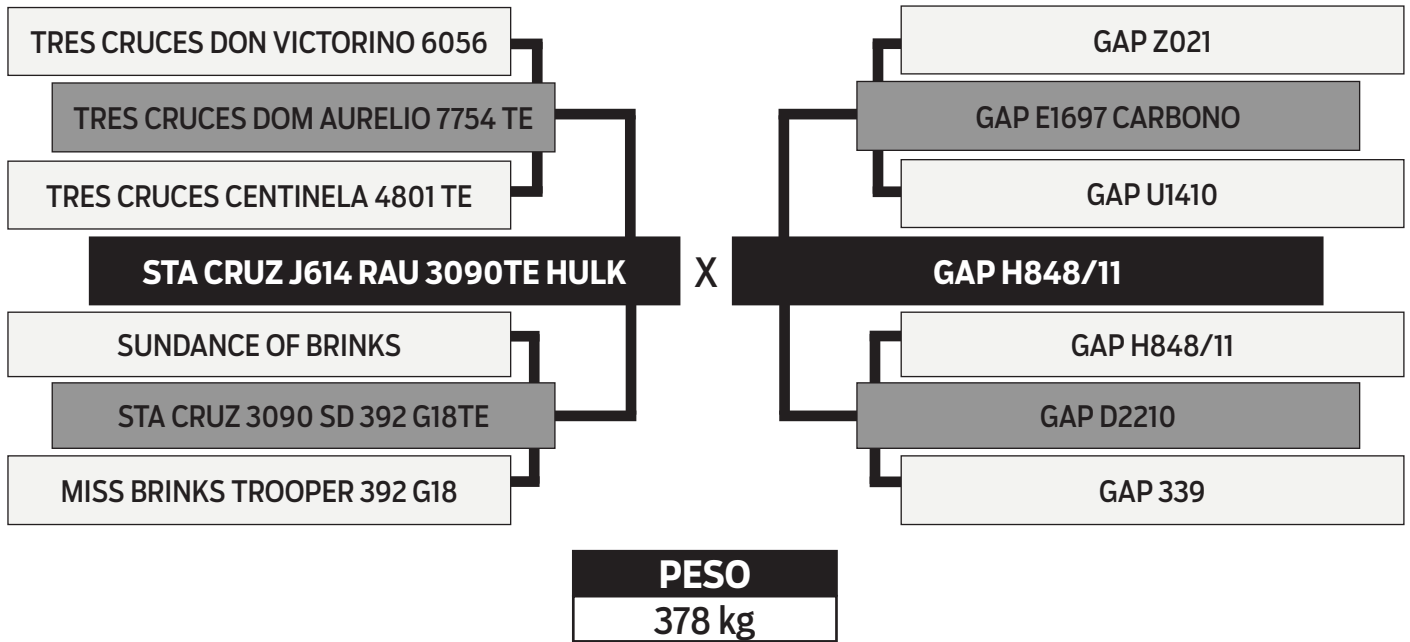 TRES CRUCES DON VICTORINO 6056
TRES CRUCES DOM AURELIO 7754 TE
TRES CRUCES CENTINELA 4801 TE
STA CRUZ J614 RAU 3090TE HULK
SUNDANCE OF BRINKS
STA CRUZ 3090 SD 392 G18TE
MISS BRINKS TROOPER 392 G18
X
GAP Z021
GAP E1697 CARBONO
GAP U1410
GAP H848/11
GAP H848/11
GAP D2210
GAP 339
PESO
378 kg